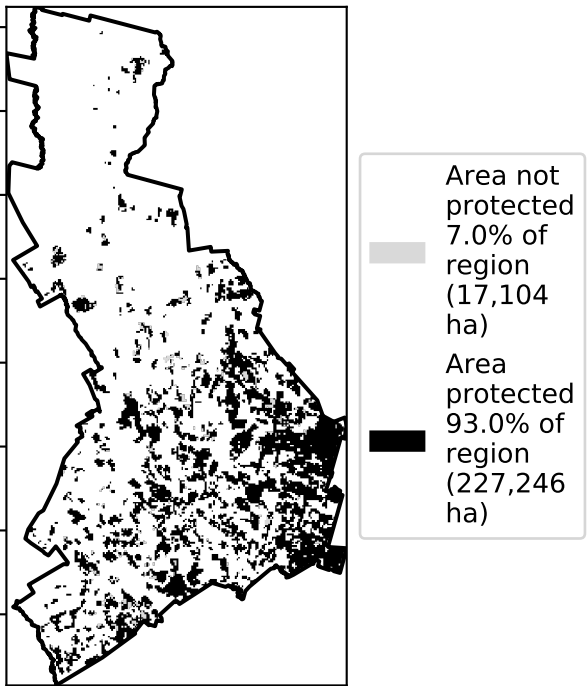 Area not
protected
7.0% of
region
(17,104
ha)
Area
protected
93.0% of
region
(227,246
ha)